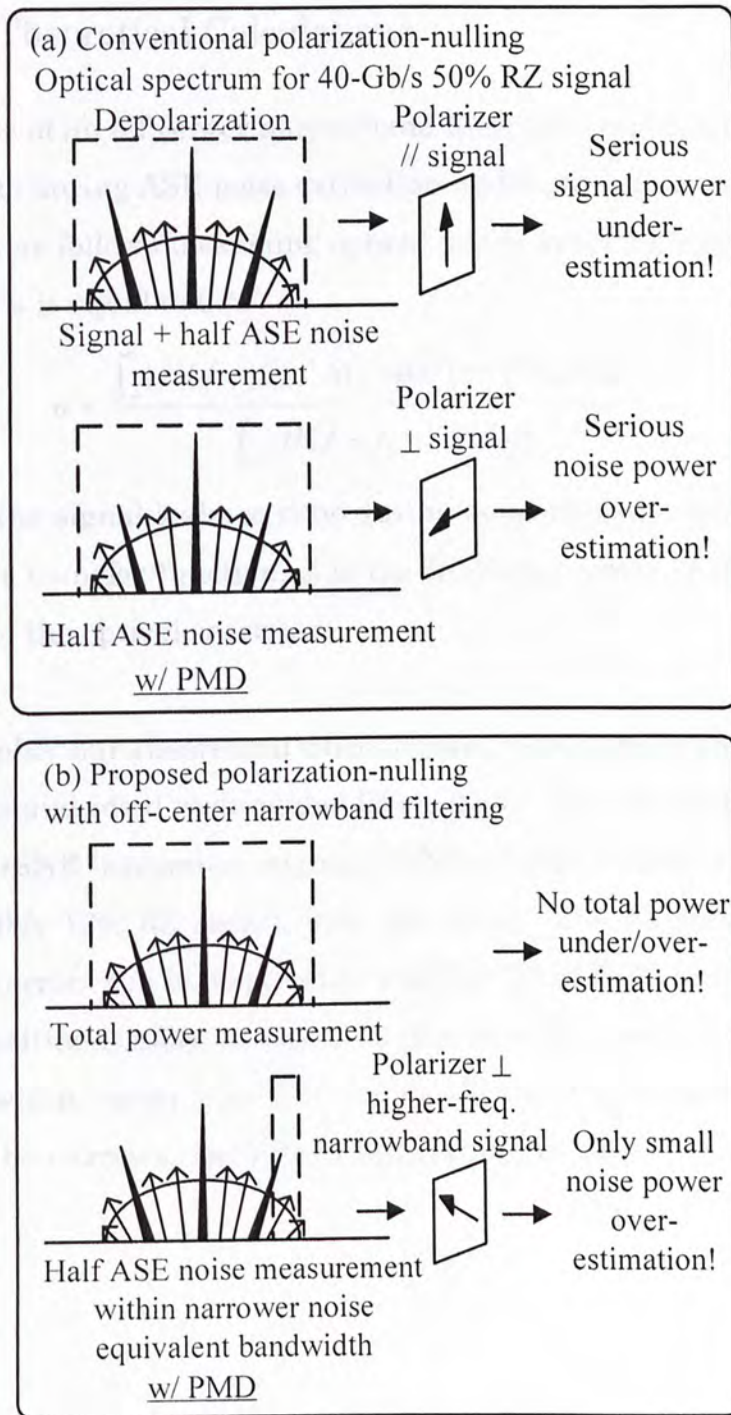 (a) Conventional polarization-nulling
Optical spectrum for 40-Gb/s 50% RZ signal
Depolarization
Polarizer
// signal
Serious
signal power
under-
estimation!
Signal + half ASE noise
measurement
Polarizer
⊥ signal
Serious
noise power
over-
estimation!
Half ASE noise measurement
w/ PMD
(b) Proposed polarization-nulling
with off-center narrowband filtering
No total power
under/over-
estimation!
Total power measurement
Polarizer ⊥
higher-freq.
narrowband signal
Only small
noise power
over-
estimation!
Half ASE noise measurement
within narrower noise
equivalent bandwidth
w/ PMD